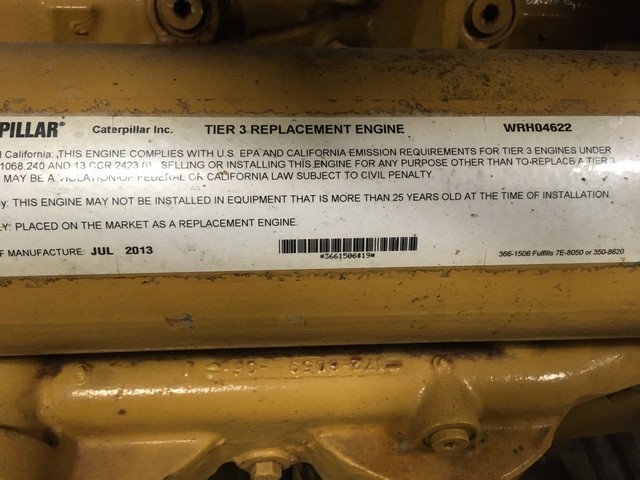 PILLAR® Caterpillar Inc. TIER 3 REPLACEMENT ENGINE WRH04622
l California: THIS ENGINE COMPLIES WITH U.S. EPA AND CALIFORNIA EMISSION REQUIREMENTS FOR TIER 3 ENGINES UNDER
1068.240 AND 13 CCR 2423 (j). SELLING OR INSTALLING THIS ENGINE FOR ANY PURPOSE OTHER THAN TO REPLACE A TIER 3
MAY BE A VIOLATION OF FEDERAL OR CALIFORNIA LAW SUBJECT TO CIVIL PENALTY.
y: THIS ENGINE MAY NOT BE INSTALLED IN EQUIPMENT THAT IS MORE THAN 25 YEARS OLD AT THE TIME OF INSTALLATION.
LY: PLACED ON THE MARKET AS A REPLACEMENT ENGINE.
OF MANUFACTURE: JUL 2013
*3661506#19*
366-1506 Fulfills 7E-8050 or 350-8620